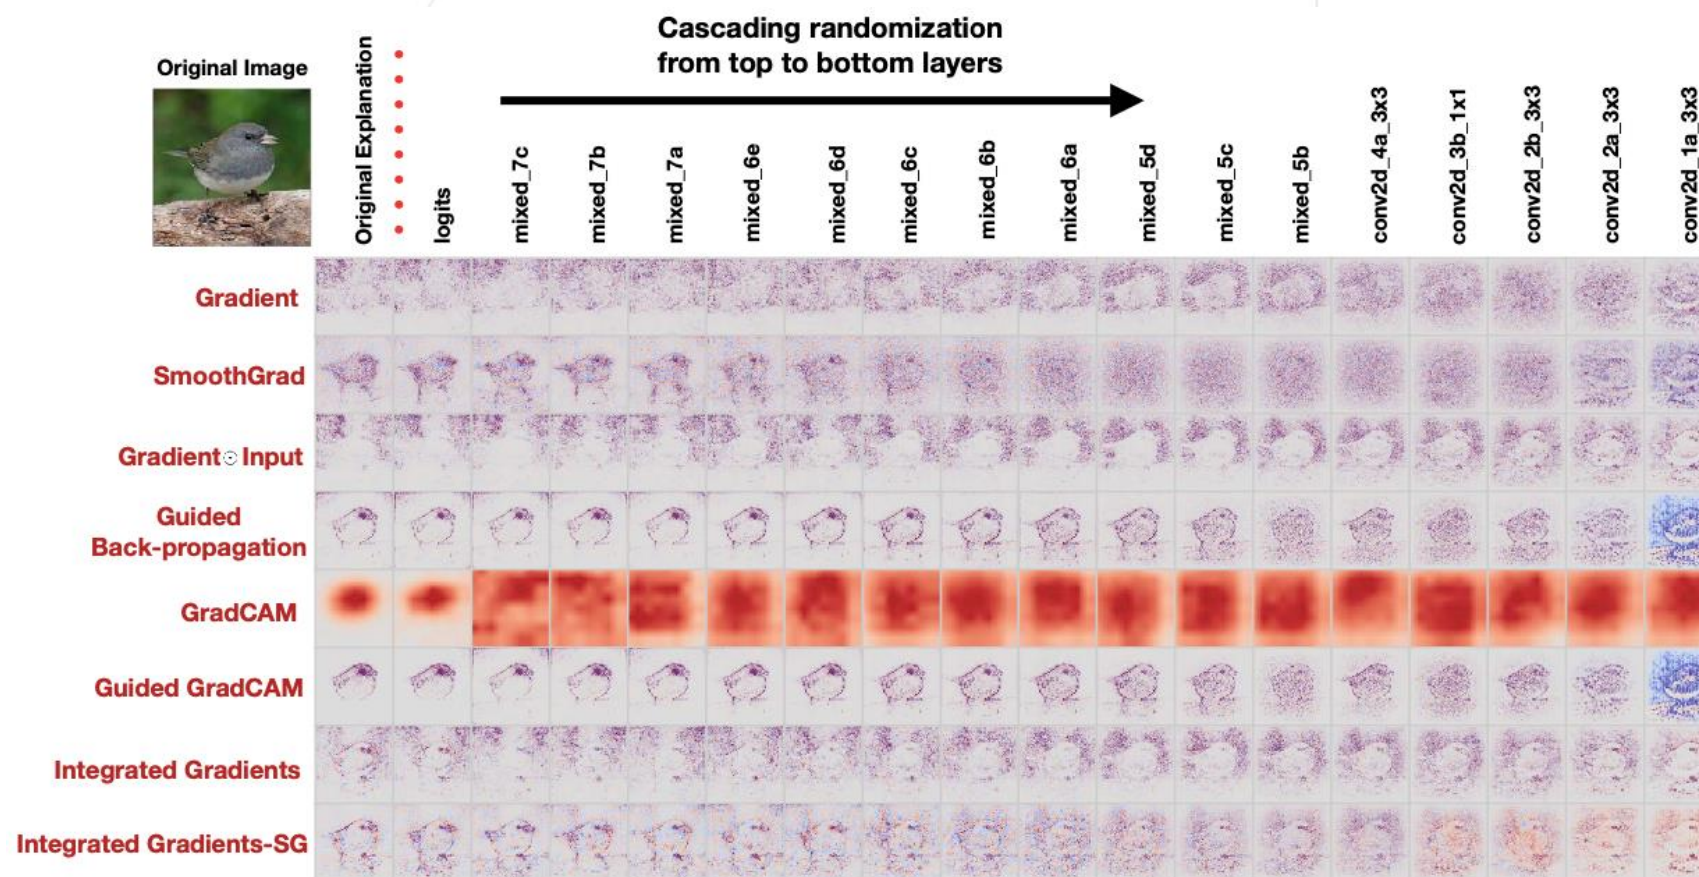 Cascading randomization
from top to bottom layers
Original Image
Original Explanation
logits
mixed_7c
mixed_7b
mixed_7a
mixed_6e
mixed_6d
mixed_6c
mixed_6b
mixed_6a
mixed_5d
mixed_5c
mixed_5b
conv2d_4a_3x3
conv2d_3b_1x1
conv2d_2b_3x3
conv2d_2a_3x3
conv2d_1a_3x3
Gradient
SmoothGrad
Gradient⊙Input
Guided
Back-propagation
GradCAM
Guided GradCAM
Integrated Gradients
Integrated Gradients-SG